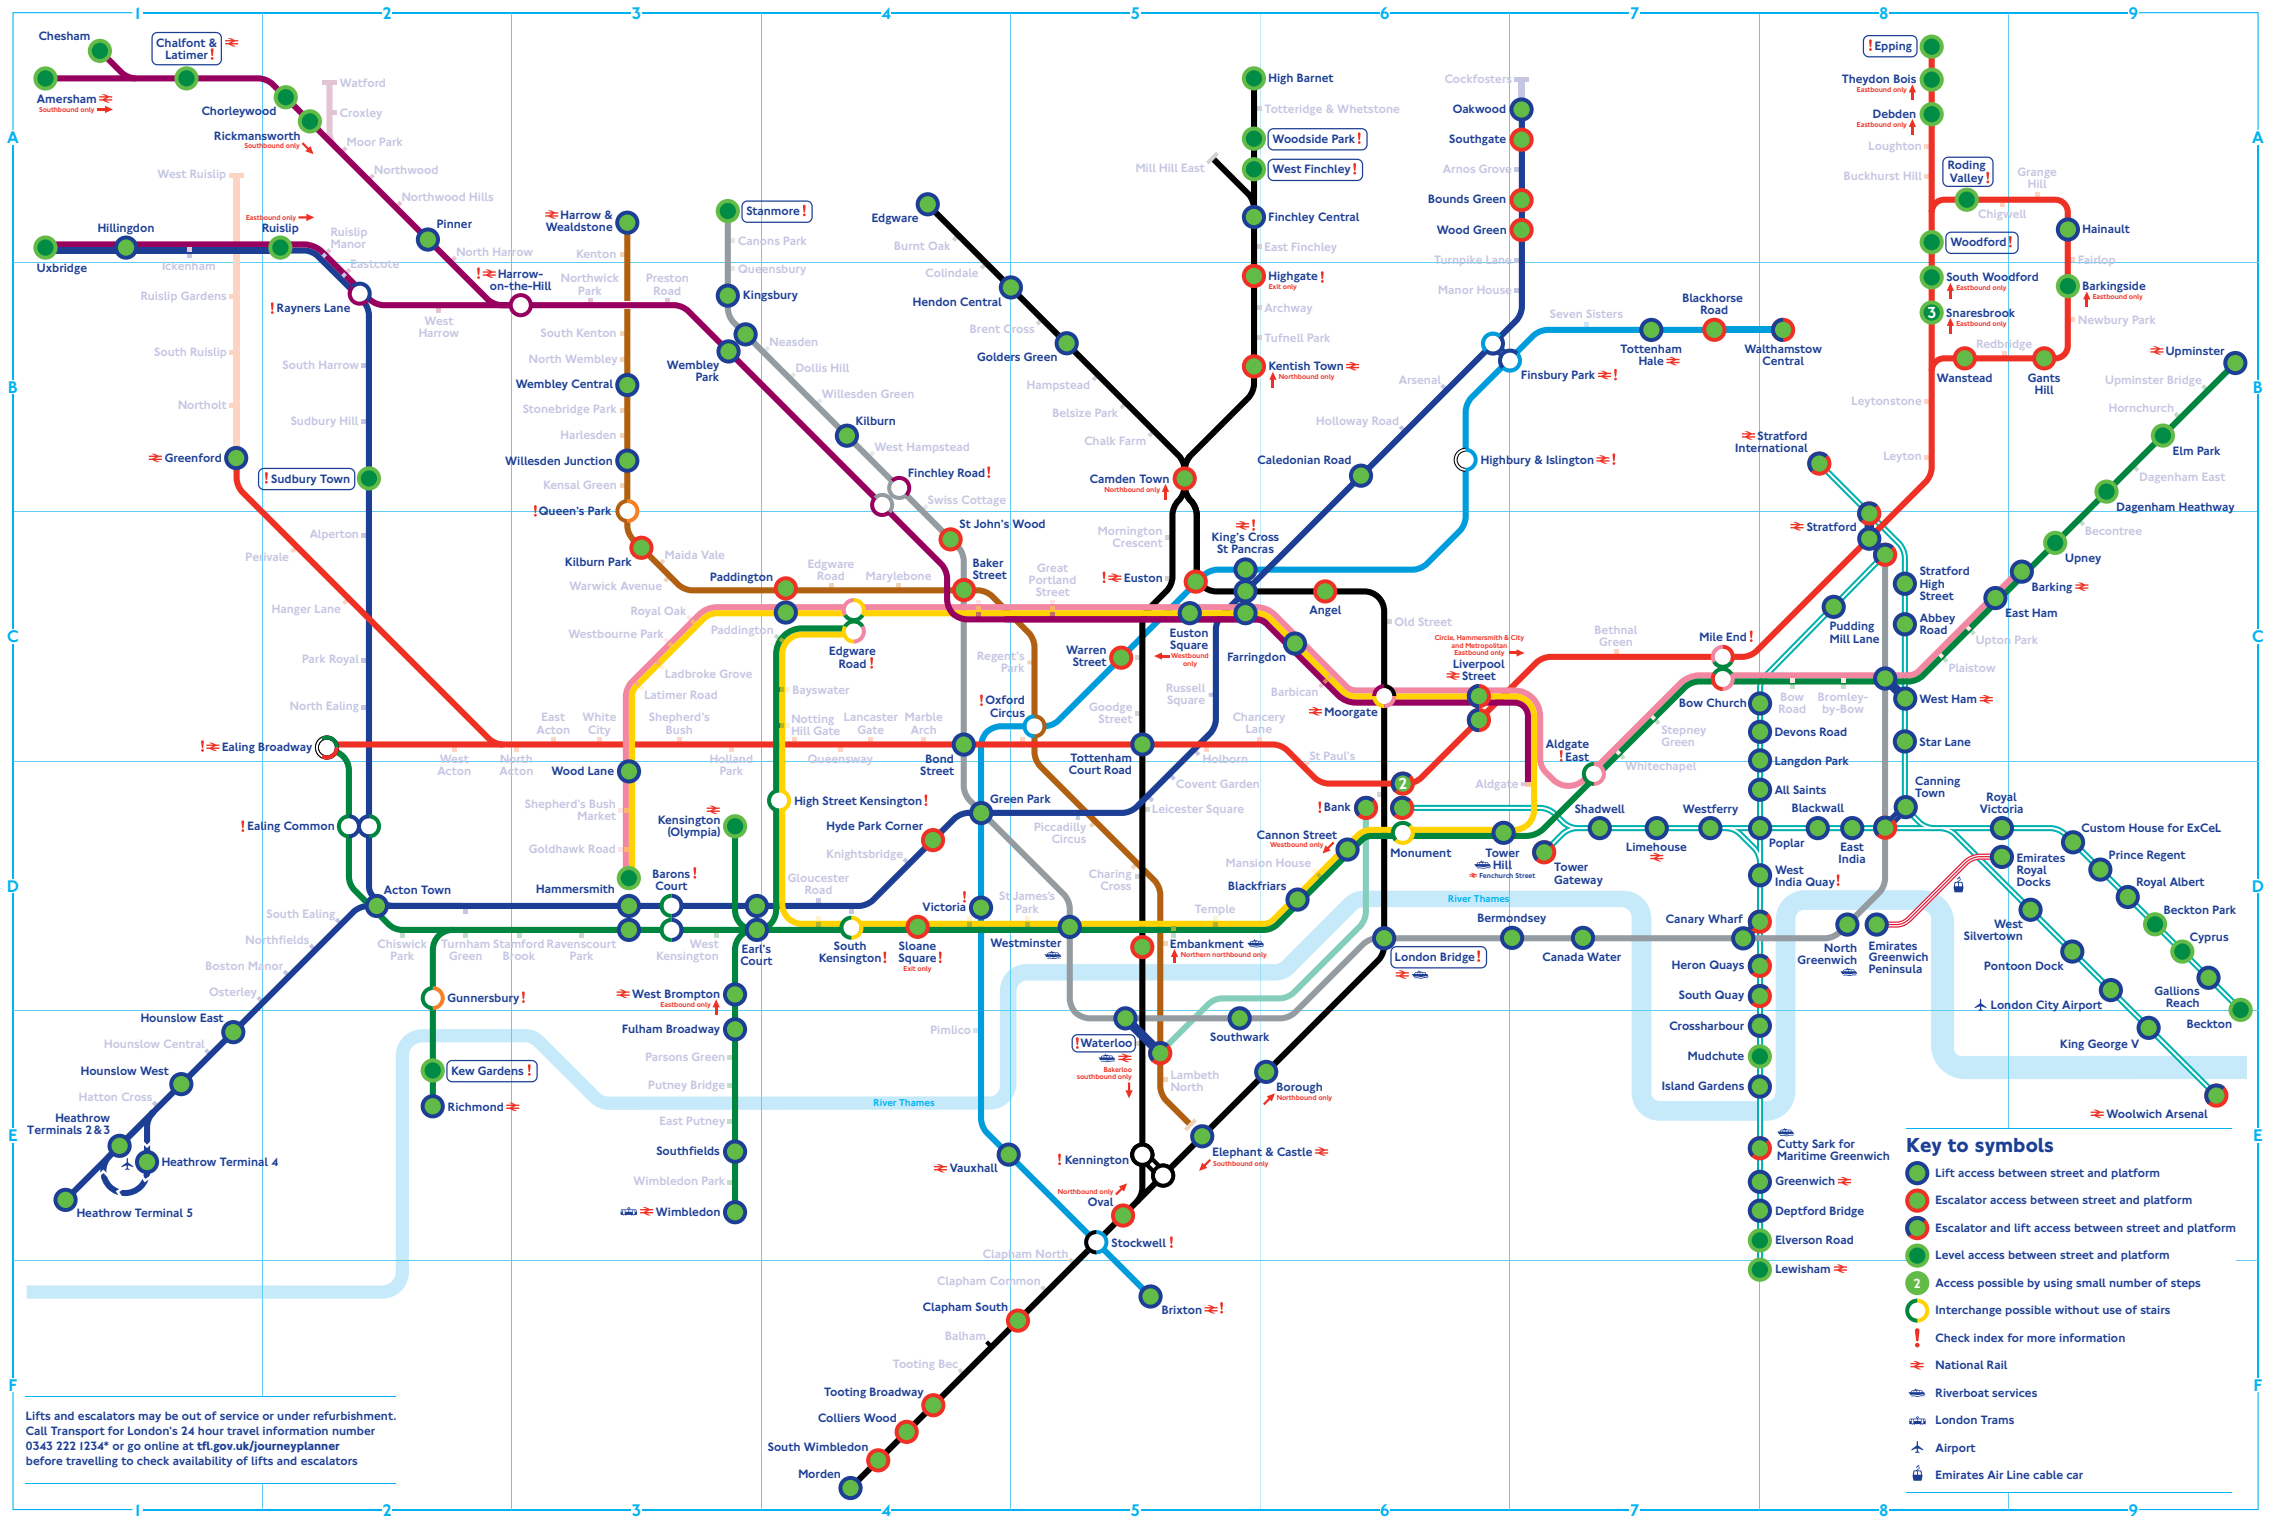 1 2 3 4 5 6 7 8 9
A
B
C
D
E
F
Chesham
Chalfont &
Latimer !
Amersham
Southbound only
Chorleywood
Rickmansworth
Southbound only
Watford
Croxley
Moor Park
Northwood
Northwood Hills
Pinner
North Harrow
! Harrow-
on-the-Hill
West Ruislip
Eastbound only
Ruislip
Hillingdon
Uxbridge
Ickenham
Ruislip
Manor
Eastcote
! Rayners Lane
West
Harrow
Ruislip Gardens
South Ruislip
Northolt
Greenford
South Harrow
Sudbury Hill
! Sudbury Town
Alperton
Perivale
Hanger Lane
Park Royal
North Ealing
! Ealing Broadway
! Ealing Common
West
Acton
North
Acton
East
Acton
White
City
Shepherd's
Bush
Holland
Park
Notting
Hill Gate
Queensway
Lancaster
Gate
Marble
Arch
Bond
Street
Harrow &
Wealdstone
Kenton
Northwick
Park
Preston
Road
South Kenton
North Wembley
Wembley Central
Stonebridge Park
Harlesden
Willesden Junction
Kensal Green
! Queen's Park
Kilburn Park
Maida Vale
Warwick Avenue
Paddington
Edgware
Road
Marylebone
Baker
Street
Stanmore !
Canons Park
Queensbury
Kingsbury
Wembley
Park
Neasden
Dollis Hill
Willesden Green
Kilburn
West Hampstead
Finchley Road !
Swiss Cottage
St John's Wood
Royal Oak
Westbourne Park
Ladbroke Grove
Latimer Road
Paddington
Edgware
Road !
Bayswater
Wood Lane
Shepherd's Bush
Market
Goldhawk Road
Hammersmith
High Street Kensington !
Kensington
(Olympia)
Barons !
Court
Hyde Park Corner
Knightsbridge
Gloucester
Road
Earl's
Court
West
Kensington
South
Kensington !
Sloane
Square !
Exit only
Acton Town
South Ealing
Northfields
Boston Manor
Osterley
Hounslow East
Hounslow Central
Hounslow West
Hatton Cross
Heathrow
Terminals 2 & 3
Heathrow Terminal 4
Heathrow Terminal 5
Chiswick
Park
Turnham
Green
Stamford
Brook
Ravenscourt
Park
Gunnersbury !
Kew Gardens !
Richmond
West Brompton
Eastbound only
Fulham Broadway
Parsons Green
Putney Bridge
East Putney
Southfields
Wimbledon Park
Wimbledon
River Thames
Edgware
Burnt Oak
Colindale
Hendon Central
Brent Cross
Golders Green
Hampstead
Belsize Park
Chalk Farm
Camden Town
Northbound only
Mornington
Crescent
High Barnet
Totteridge & Whetstone
Woodside Park !
West Finchley !
Mill Hill East
Finchley Central
East Finchley
Highgate !
Exit only
Archway
Tufnell Park
Kentish Town
Northbound only
! Euston
!
King's Cross
St Pancras
Angel
Old Street
Great
Portland
Street
Euston
Square
Westbound
only
Warren
Street
Regent's
Park
! Oxford
Circus
Goodge
Street
Russell
Square
Farringdon
Barbican
Tottenham
Court Road
Holborn
Chancery
Lane
St Paul's
Covent Garden
Leicester Square
Piccadilly
Circus
Green Park
Charing
Cross
!
Victoria
St James's
Park
Westminster
Embankment
Northern northbound only
Temple
Pimlico
Vauxhall
! Waterloo
Bakerloo
southbound only
Lambeth
North
Southwark
Borough
Northbound only
Elephant & Castle
Southbound only
! Kennington
Northbound only
Oval
Stockwell !
Brixton !
Clapham North
Clapham Common
Clapham South
Balham
Tooting Bec
Tooting Broadway
Colliers Wood
South Wimbledon
Morden
Cockfosters
Oakwood
Southgate
Arnos Grove
Bounds Green
Wood Green
Turnpike Lane
Manor House
Seven Sisters
Tottenham
Hale
Blackhorse
Road
Walthamstow
Central
Finsbury Park !
Arsenal
Holloway Road
Caledonian Road
Highbury & Islington !
! Moorgate
Circle, Hammersmith & City
and Metropolitan
Eastbound only
Liverpool
Street
Bethnal
Green
Mile End !
Aldgate
! East
Aldgate
Whitechapel
Stepney
Green
2
! Bank
Cannon Street
Westbound only
Mansion House
Blackfriars
Monument
Tower
Hill
Fenchurch Street
Tower
Gateway
Shadwell
Limehouse
Westferry
Poplar
Blackwall
East
India
River Thames
London Bridge !
Bermondsey
Canada Water
Canary Wharf
North
Greenwich
Emirates
Greenwich
Peninsula
Emirates
Royal
Docks
West
India Quay !
Heron Quays
South Quay
Crossharbour
Mudchute
Island Gardens
Cutty Sark for
Maritime Greenwich
Greenwich
Deptford Bridge
Elverson Road
Lewisham
! Epping
Theydon Bois
Eastbound only
Debden
Eastbound only
Loughton
Buckhurst Hill
Roding
Valley !
Chigwell
Grange
Hill
Hainault
Fairlop
Barkingside
Eastbound only
Newbury Park
Woodford !
South Woodford
Eastbound only
3
Snaresbrook
Eastbound only
Redbridge
Wanstead
Gants
Hill
Leytonstone
Leyton
Stratford
International
Stratford
Stratford
High
Street
Abbey
Road
Pudding
Mill Lane
Bow Church
Bow
Road
Bromley-
by-Bow
West Ham
Devons Road
Langdon Park
All Saints
Star Lane
Canning
Town
Upminster
Upminster Bridge
Hornchurch
Elm Park
Dagenham East
Dagenham Heathway
Becontree
Upney
Barking
East Ham
Upton Park
Plaistow
Royal
Victoria
Custom House for ExCeL
Prince Regent
Royal Albert
Beckton Park
Cyprus
Gallions
Reach
Beckton
West
Silvertown
Pontoon Dock
London City Airport
King George V
Woolwich Arsenal
Key to symbols
Lift access between street and platform
Escalator access between street and platform
Escalator and lift access between street and platform
Level access between street and platform
2 Access possible by using small number of steps
Interchange possible without use of stairs
! Check index for more information
National Rail
Riverboat services
London Trams
Airport
Emirates Air Line cable car
Lifts and escalators may be out of service or under refurbishment.
Call Transport for London's 24 hour travel information number
0343 222 1234* or go online at tfl.gov.uk/journeyplanner
before travelling to check availability of lifts and escalators
1 2 3 4 5 6 7 8 9